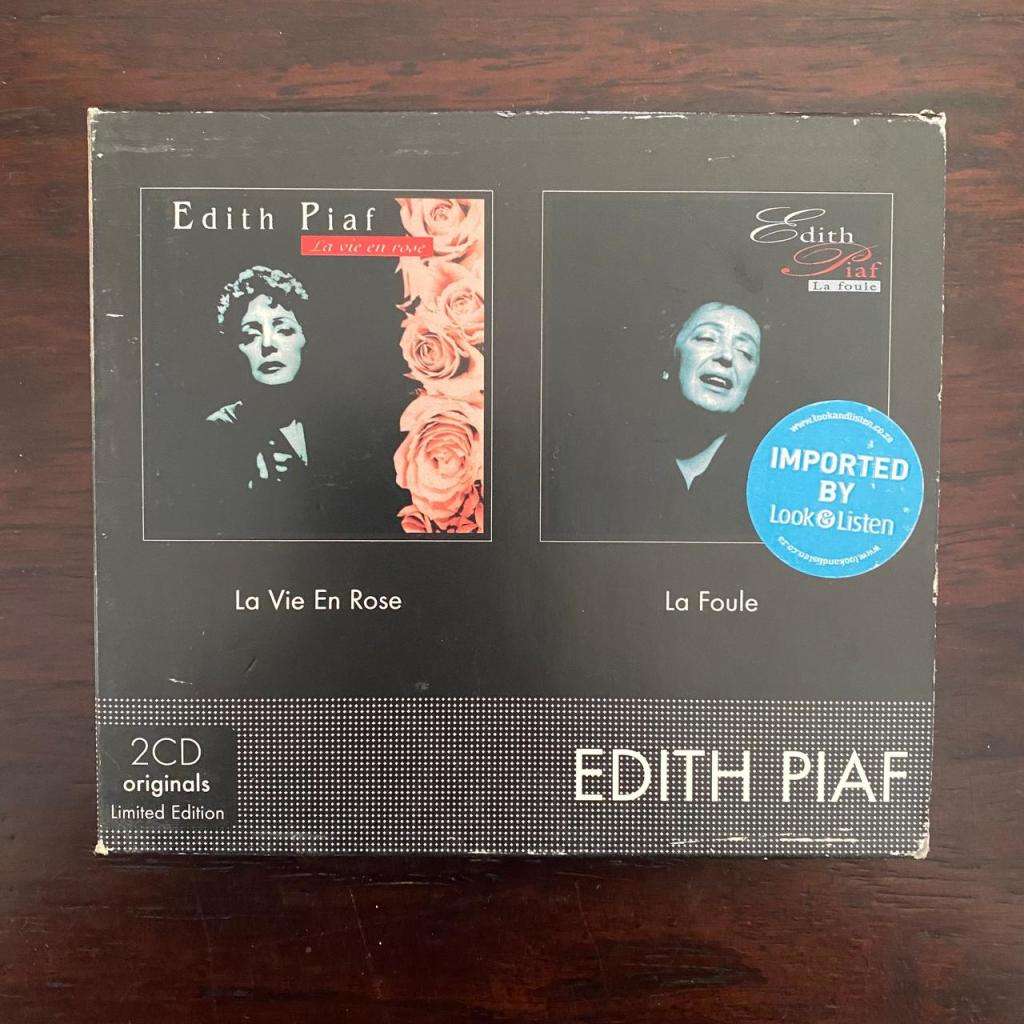 Edith Piaf
La vie en rose
Edith
Piaf
La foule
www.lookandlisten.co.za
IMPORTED
BY
Look&Listen
www.lookandlisten.co.za
La Vie En Rose
La Foule
2CD
originals
Limited Edition
EDITH PIAF